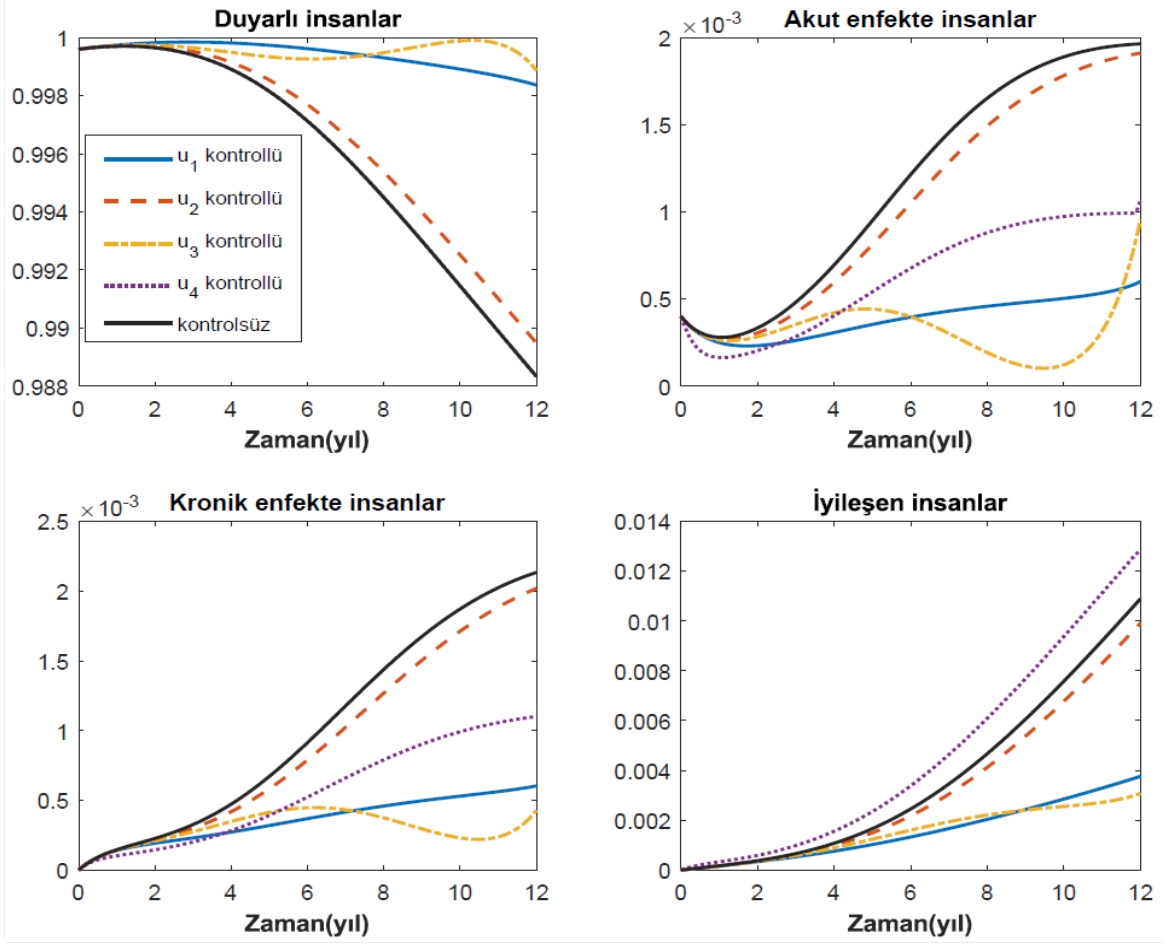 Duyarlı insanlar
1
0.998
0.996
0.994
0.992
0.99
0.988
0 2 4 6 8 10 12
Zaman(yıl)
u1 kontrollü
u2 kontrollü
u3 kontrollü
u4 kontrollü
kontrolsüz
Akut enfekte insanlar
×10-3
2
1.5
1
0.5
0
0 2 4 6 8 10 12
Zaman(yıl)
Kronik enfekte insanlar
×10-3
2.5
2
1.5
1
0.5
0
0 2 4 6 8 10 12
Zaman(yıl)
İyileşen insanlar
0.014
0.012
0.01
0.008
0.006
0.004
0.002
0
0 2 4 6 8 10 12
Zaman(yıl)